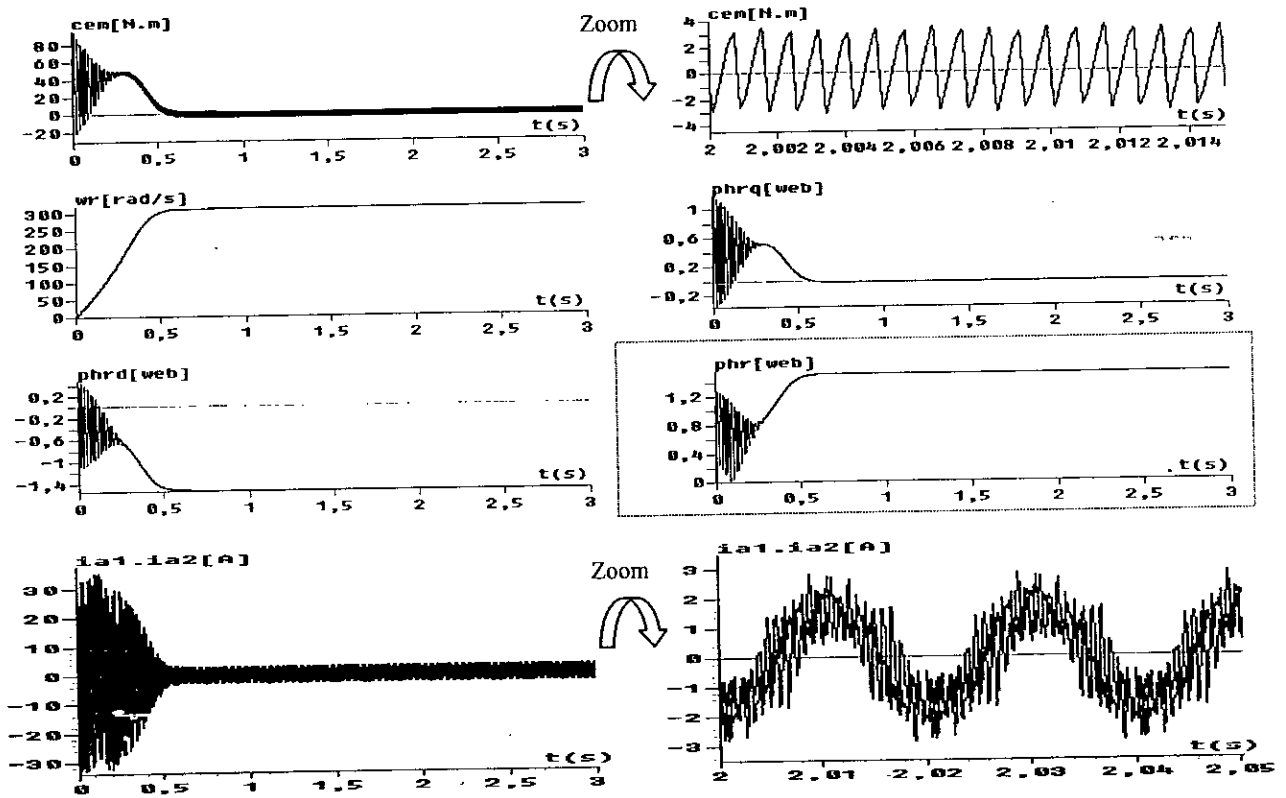 cem[N.m]
80
60
40
20
0
-20
t(s)
0 0,5 1 1,5 2 2,5 3
Zoom
cem[N.m]
4
2
0
-2
-4
t(s)
2 2,002 2,004 2,006 2,008 2,01 2,012 2,014
wr[rad/s]
300
250
200
150
100
50
0
t(s)
0 0,5 1 1,5 2 2,5 3
phrq[web]
1
0,6
0,2
-0,2
t(s)
0 0,5 1 1,5 2 2,5 3
phrd[web]
0,2
-0,2
-0,6
-1
-1,4
t(s)
0 0,5 1 1,5 2 2,5 3
phr[web]
1,2
0,8
0,4
0
t(s)
0 0,5 1 1,5 2 2,5 3
ia1.ia2[A]
30
20
10
0
-10
-20
-30
t(s)
0 0,5 1 1,5 2 2,5 3
Zoom
ia1.ia2[A]
3
2
1
0
-1
-2
-3
t(s)
2 2,01 2,02 2,03 2,04 2,05